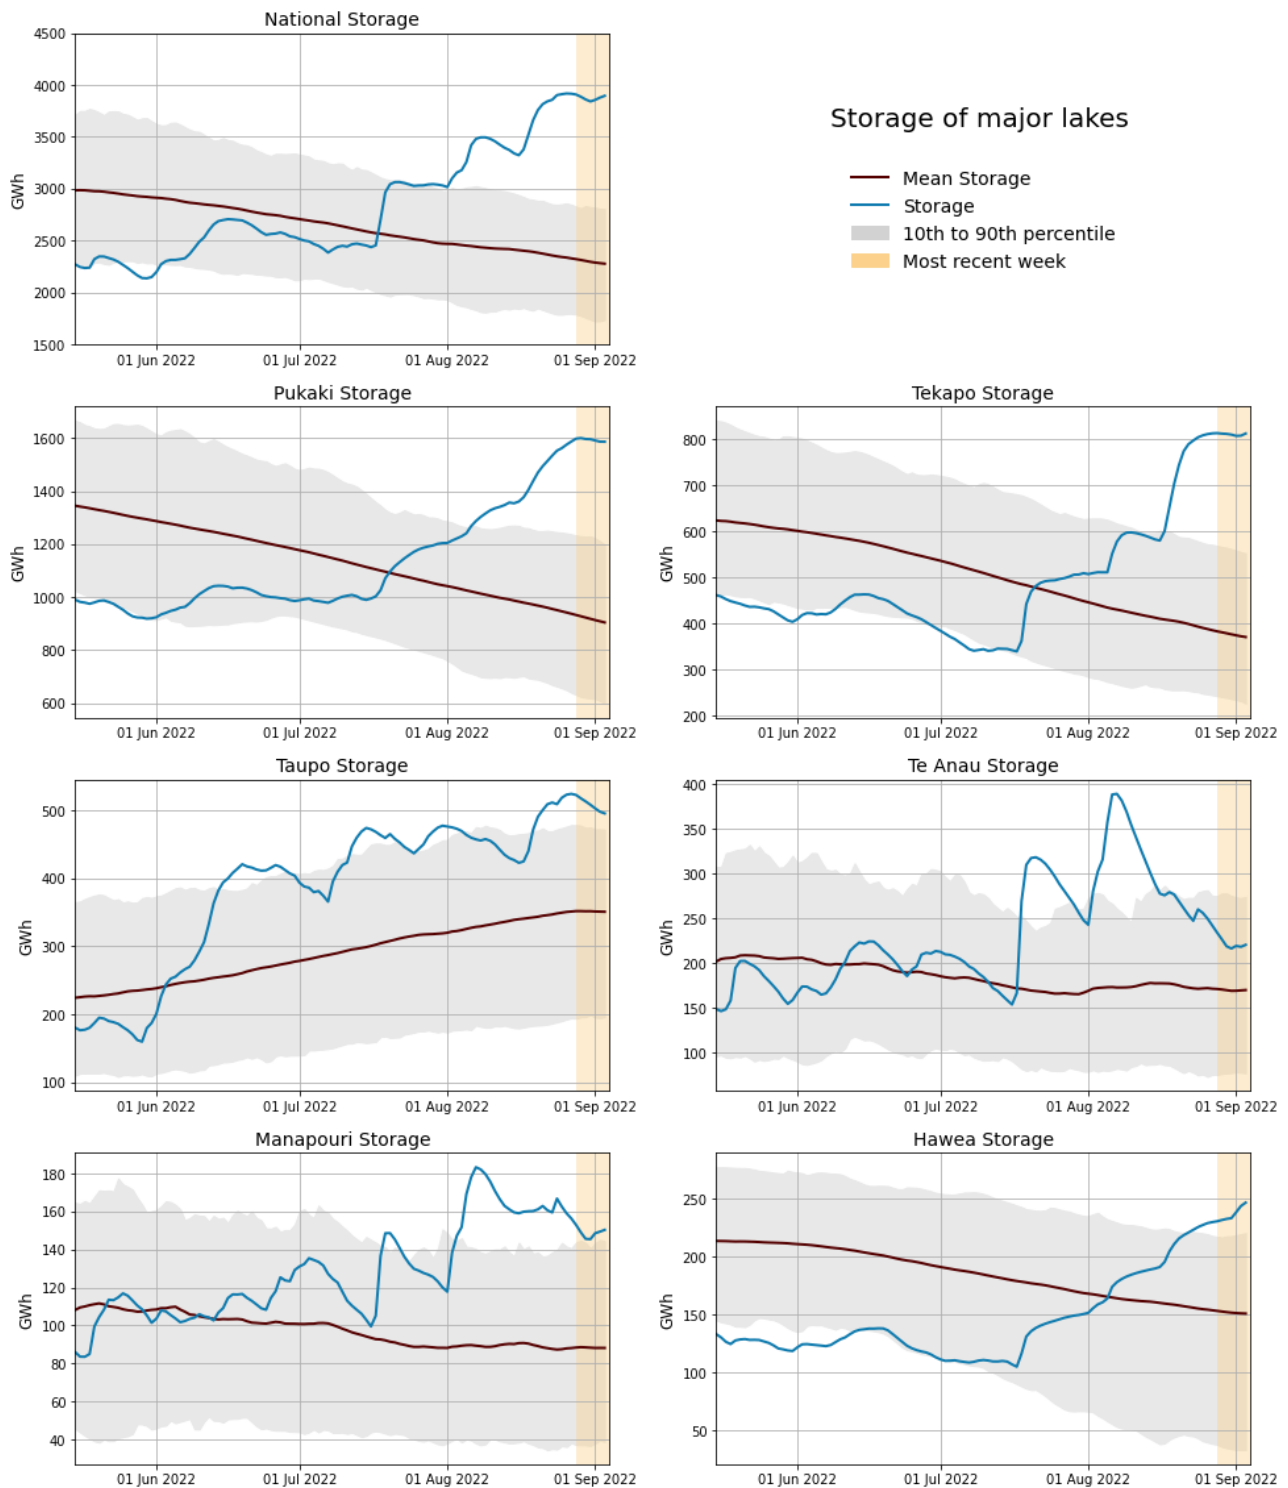 National Storage
4500
4000
3500
3000
2500
2000
1500
GWh
01 Jun 2022 01 Jul 2022 01 Aug 2022 01 Sep 2022
Storage of major lakes
Mean Storage
Storage
10th to 90th percentile
Most recent week
Pukaki Storage
1600
1400
1200
1000
800
600
GWh
01 Jun 2022 01 Jul 2022 01 Aug 2022 01 Sep 2022
Tekapo Storage
800
700
600
500
400
300
200
GWh
01 Jun 2022 01 Jul 2022 01 Aug 2022 01 Sep 2022
Taupo Storage
500
400
300
200
100
GWh
01 Jun 2022 01 Jul 2022 01 Aug 2022 01 Sep 2022
Te Anau Storage
400
350
300
250
200
150
100
GWh
01 Jun 2022 01 Jul 2022 01 Aug 2022 01 Sep 2022
Manapouri Storage
180
160
140
120
100
80
60
40
GWh
01 Jun 2022 01 Jul 2022 01 Aug 2022 01 Sep 2022
Hawea Storage
250
200
150
100
50
GWh
01 Jun 2022 01 Jul 2022 01 Aug 2022 01 Sep 2022